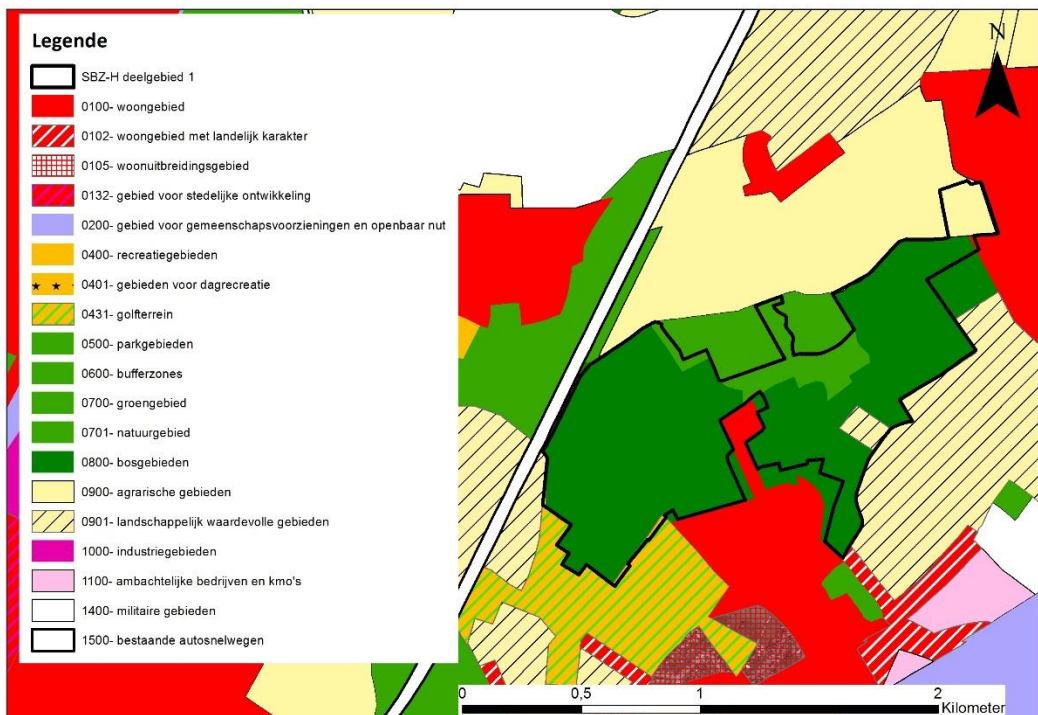 Legende
SBZ-H deelgebied 1
0100- woongebied
0102- woongebied met landelijk karakter
0105- woonuitbreidingsgebied
0132- gebied voor stedelijke ontwikkeling
0200- gebied voor gemeenschapsvoorzieningen en openbaar nut
0400- recreatiegebieden
0401- gebieden voor dagrecreatie
0431- golfterrein
0500- parkgebieden
0600- bufferzones
0700- groengebied
0701- natuurgebied
0800- bosgebieden
0900- agrarische gebieden
0901- landschappelijk waardevolle gebieden
1000- industriegebieden
1100- ambachtelijke bedrijven en kmo's
1400- militaire gebieden
1500- bestaande autosnelwegen
N
0 0,5 1 2
Kilometer